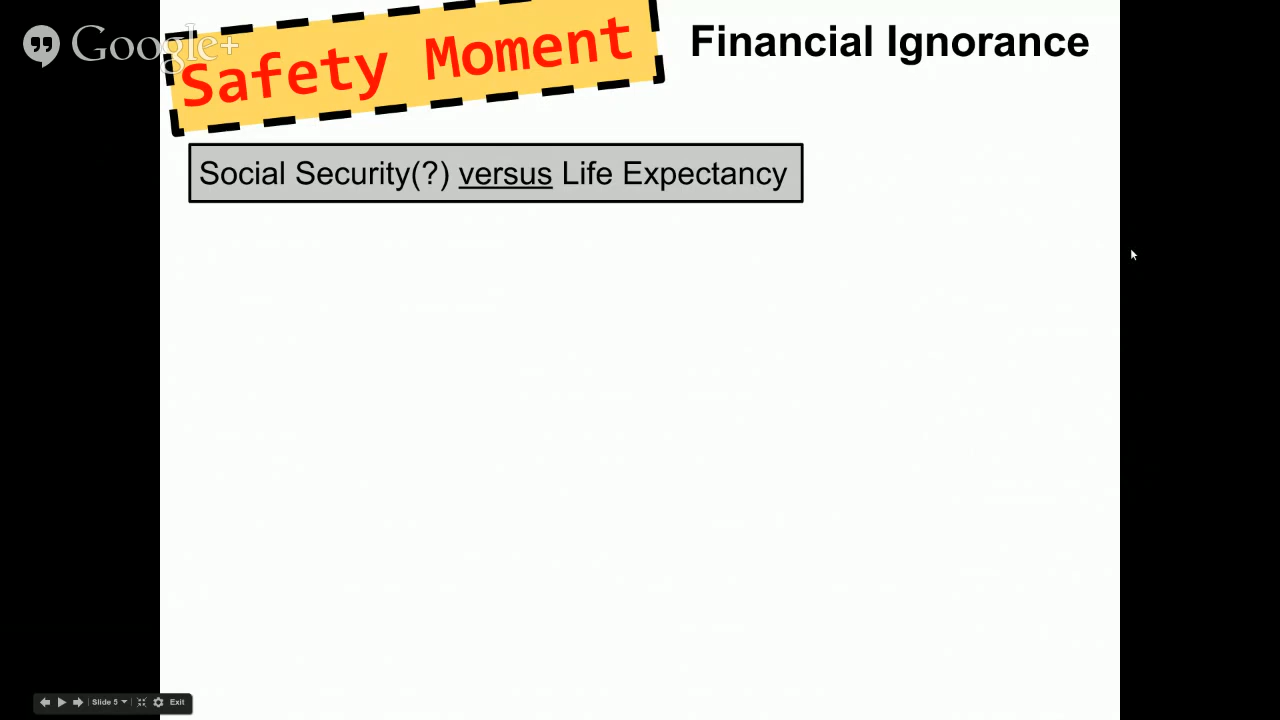 Google+
Safety Moment
Financial Ignorance
Social Security(?) versus Life Expectancy
Slide 5
Exit